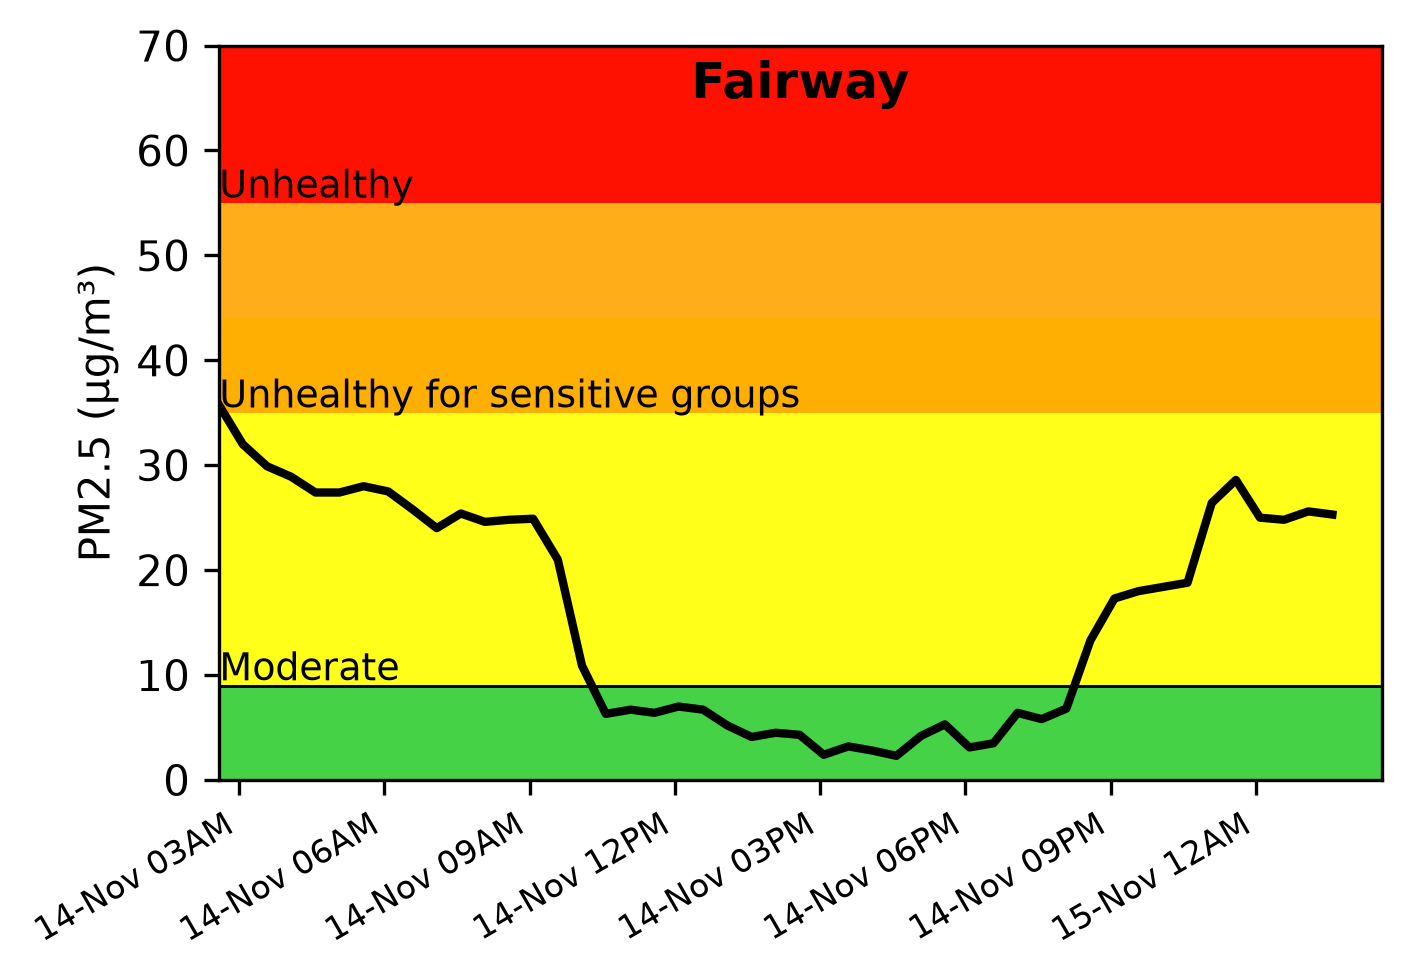 Fairway
PM2.5 (µg/m³)
70
60
50
40
30
20
10
0
Unhealthy
Unhealthy for sensitive groups
Moderate
14-Nov 03AM
14-Nov 06AM
14-Nov 09AM
14-Nov 12PM
14-Nov 03PM
14-Nov 06PM
14-Nov 09PM
15-Nov 12AM